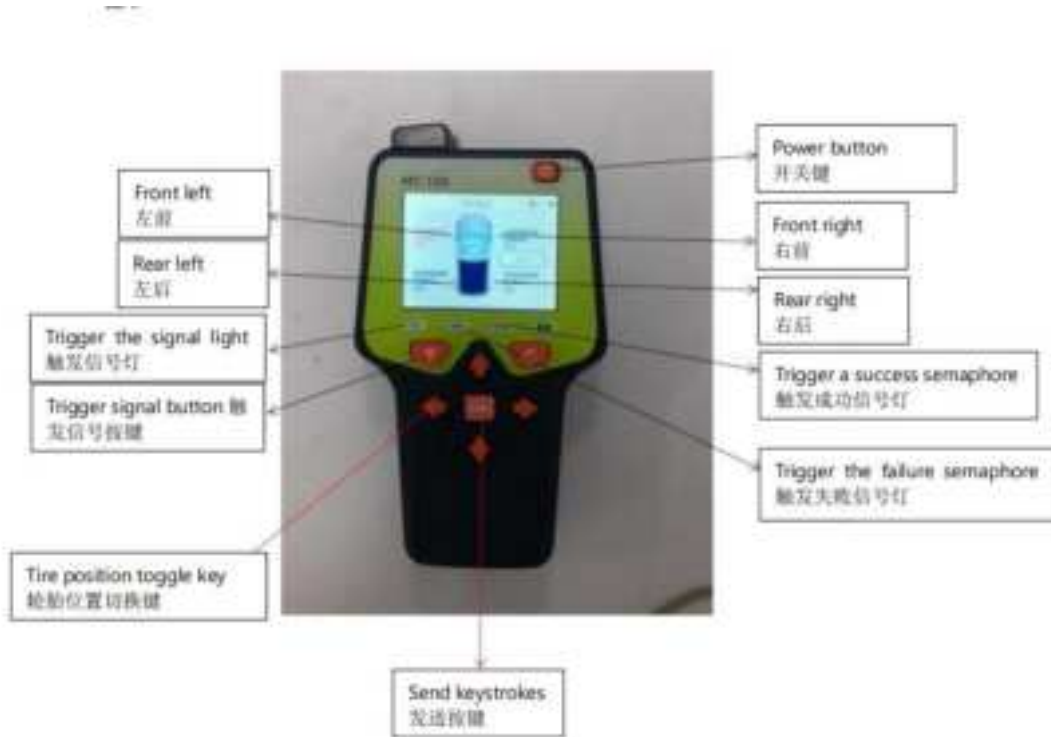 Power button
开关键
Front left
左前
Front right
右前
Rear left
左后
Rear right
右后
Trigger the signal light
触发信号灯
Trigger a success semaphore
触发成功信号灯
Trigger signal button 触
发信号按键
Trigger the failure semaphore
触发失败信号灯
Tire position toggle key
轮胎位置切换键
Send keystrokes
发送按键